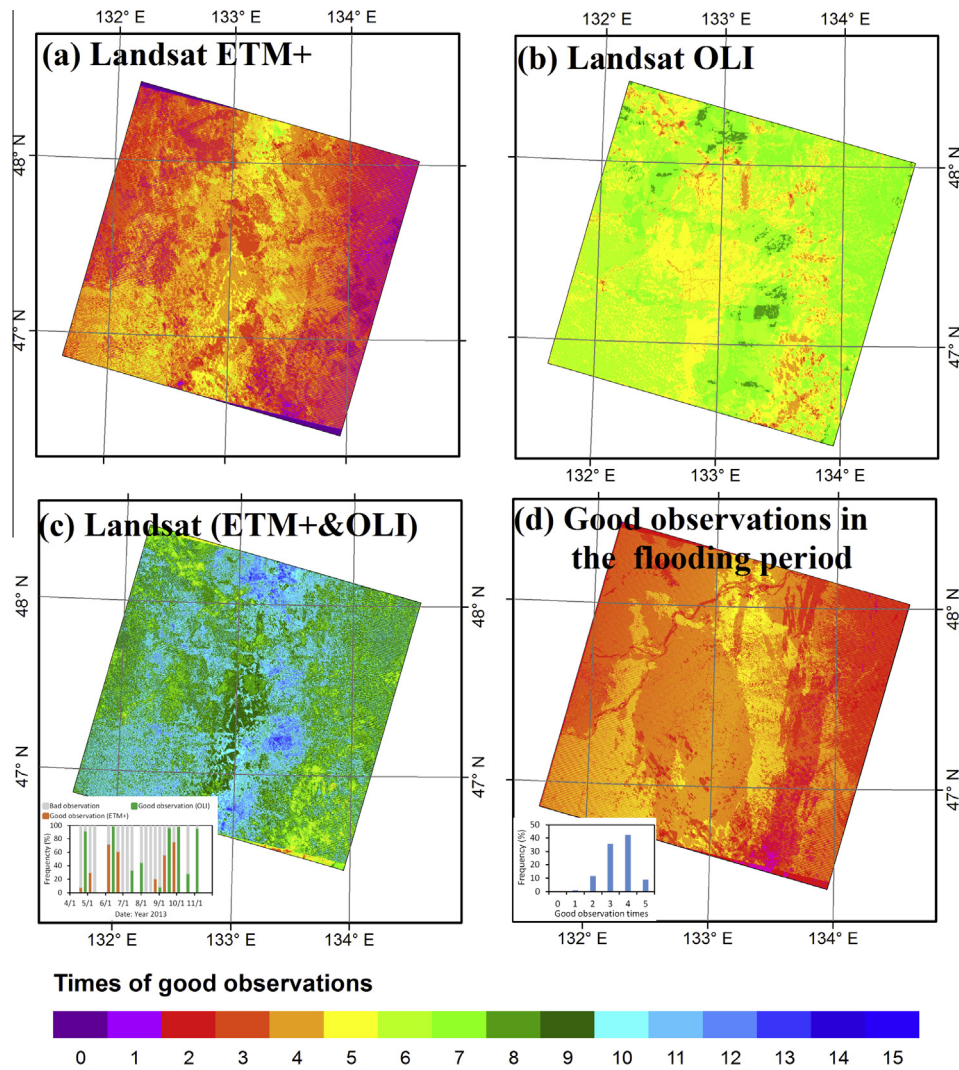 132° E 133° E 134° E
132° E 133° E 134° E
(a) Landsat ETM+
(b) Landsat OLI
48° N
48° N
47° N
47° N
132° E 133° E 134° E
132° E 133° E 134° E
(c) Landsat (ETM+&OLI)
(d) Good observations in
the flooding period
48° N
48° N
48° N
47° N
47° N
47° N
Bad observation
Good observation (OLI)
Good observation (ETM+)
Frequency (%)
100
80
60
40
20
0
4/1 5/1 6/1 7/1 8/1 9/1 10/1 11/1
Date: Year 2013
Frequency (%)
50
40
30
20
10
0
0 1 2 3 4 5
Good observation times
132° E 133° E 134° E
132° E 133° E 134° E
Times of good observations
0 1 2 3 4 5 6 7 8 9 10 11 12 13 14 15